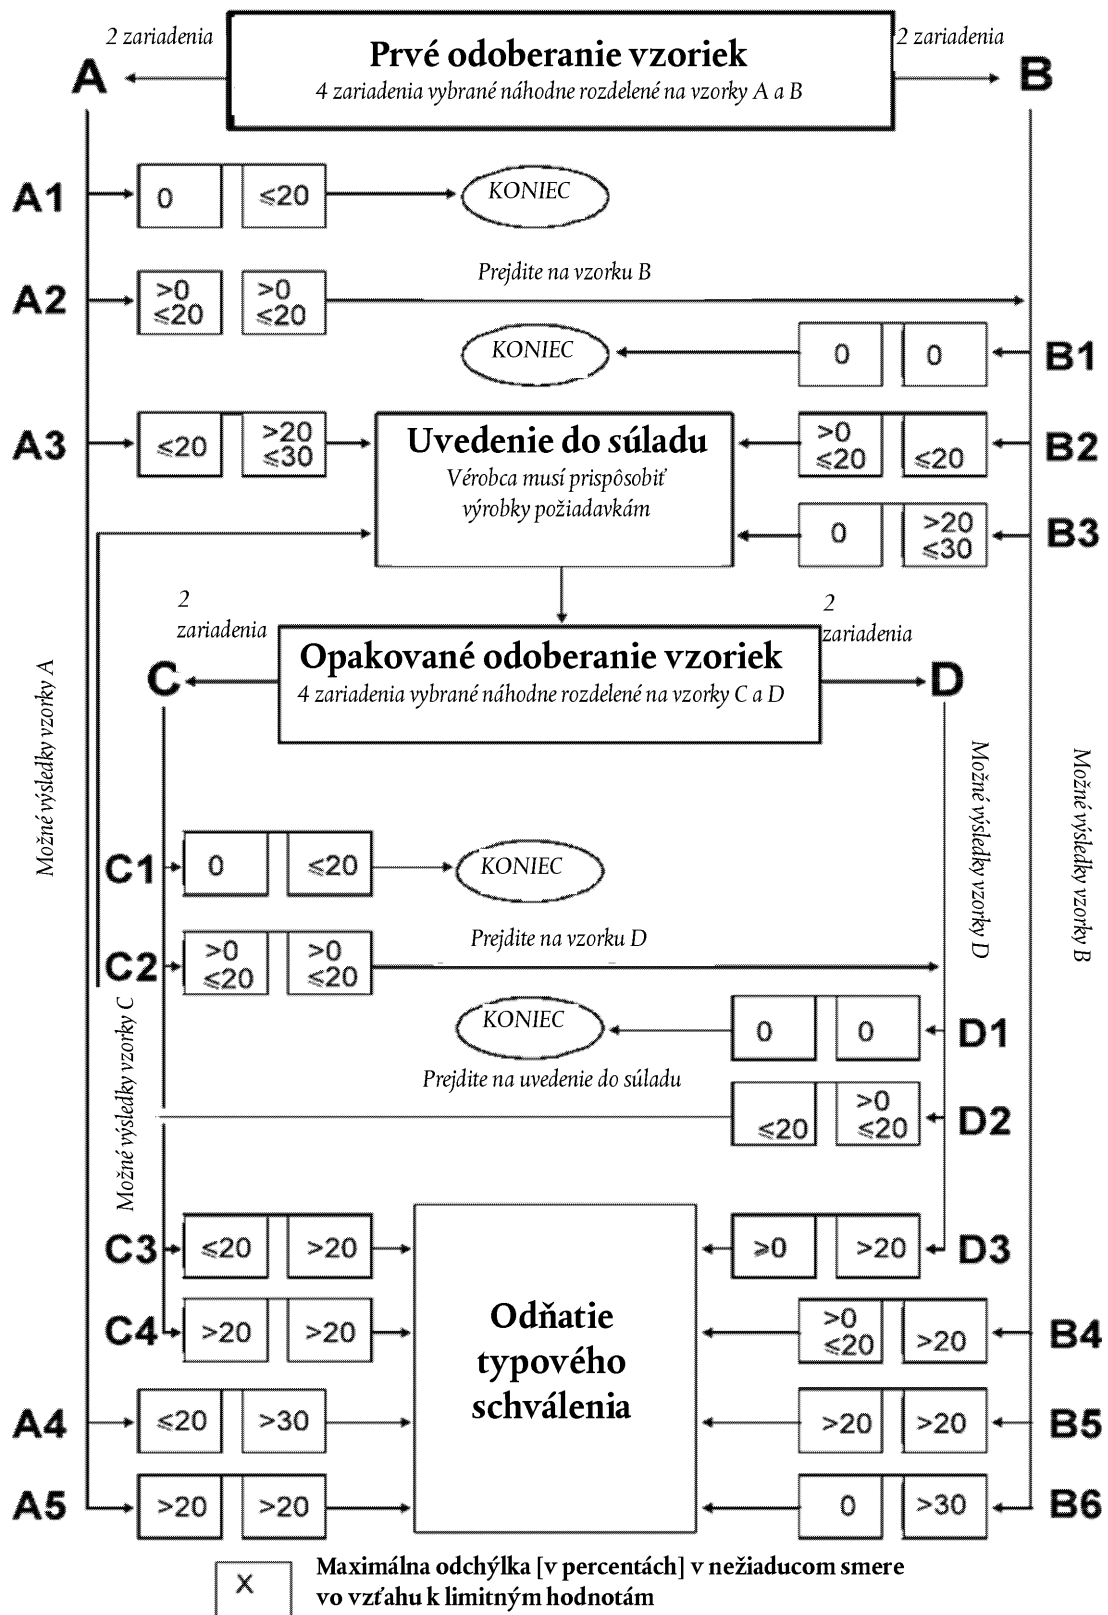 2 zariadenia
2 zariadenia
Prvé odoberanie vzoriek
4 zariadenia vybrané náhodne rozdelené na vzorky A a B
A
B
A1
0
≤20
KONIEC
A2
>0
≤20
>0
≤20
Prejdite na vzorku B
KONIEC
0
0
B1
A3
≤20
>20
≤30
Uvedenie do súladu
Vérobca musí prispôsobiť
výrobky požiadavkám
>0
≤20
≤20
B2
0
>20
≤30
B3
2
zariadenia
2
zariadenia
Opakované odoberanie vzoriek
4 zariadenia vybrané náhodne rozdelené na vzorky C a D
C
D
Možné výsledky vzorky A
Možné výsledky vzorky D
Možné výsledky vzorky B
C1
0
≤20
KONIEC
C2
>0
≤20
>0
≤20
Prejdite na vzorku D
Možné výsledky vzorky C
KONIEC
0
0
D1
Prejdite na uvedenie do súladu
≤20
>0
≤20
D2
C3
≤20
>20
Odňatie
typového
schválenia
≥0
>20
D3
C4
>20
>20
>0
≤20
>20
B4
A4
≤20
>30
>20
>20
B5
A5
>20
>20
0
>30
B6
X
Maximálna odchýlka [v percentách] v nežiaducom smere
vo vzťahu k limitným hodnotám